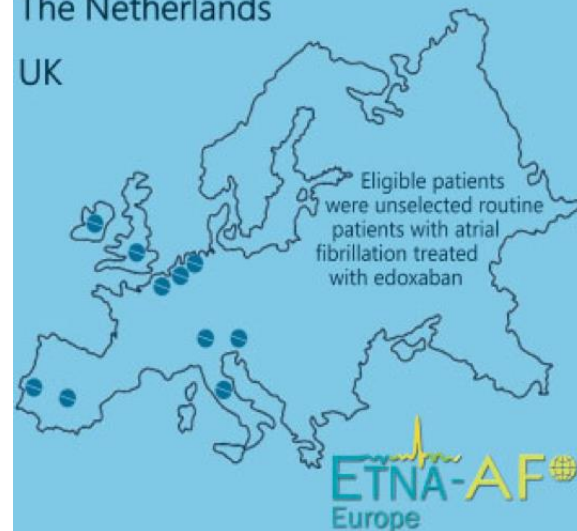 The Netherlands
UK
Eligible patients
were unselected routine
patients with atrial
fibrillation treated
with edoxaban
ETNA-AF
Europe